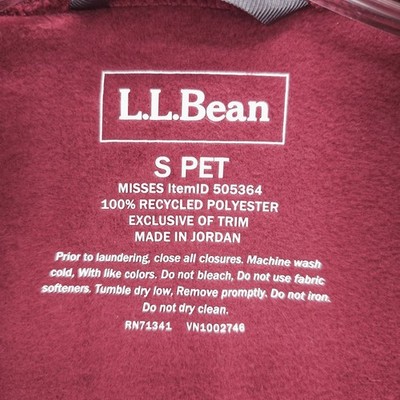 L.L.Bean
S PET
MISSES ItemID 505364
100% RECYCLED POLYESTER
EXCLUSIVE OF TRIM
MADE IN JORDAN
Prior to laundering, close all closures. Machine wash
cold, With like colors. Do not bleach, Do not use fabric
softeners. Tumble dry low, Remove promptly. Do not iron.
Do not dry clean.
RN71341 VN1002746